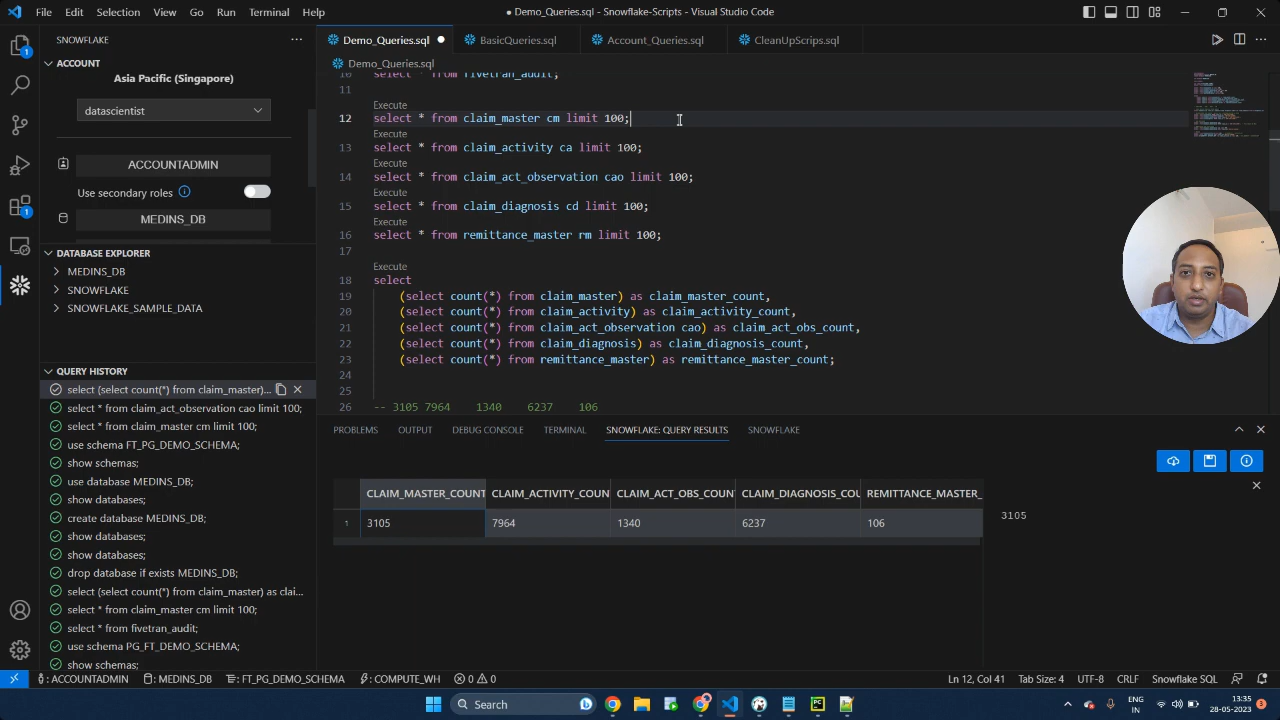 File Edit Selection View Go Run Terminal Help
● Demo_Queries.sql - Snowflake-Scripts - Visual Studio Code
SNOWFLAKE
ACCOUNT
Asia Pacific (Singapore)
datascientist
ACCOUNTADMIN
Use secondary roles
MEDINS_DB
DATABASE EXPLORER
MEDINS_DB
SNOWFLAKE
SNOWFLAKE_SAMPLE_DATA
QUERY HISTORY
select (select count(*) from claim_master)...
select * from claim_act_observation cao limit 100;
select * from claim_master cm limit 100;
use schema FT_PG_DEMO_SCHEMA;
show schemas;
use database MEDINS_DB;
show databases;
create database MEDINS_DB;
show databases;
show databases;
drop database if exists MEDINS_DB;
select (select count(*) from claim_master) as clai...
select * from claim_master cm limit 100;
select * from fivetran_audit;
use schema PG_FT_DEMO_SCHEMA;
show schemas;
Demo_Queries.sql BasicQueries.sql Account_Queries.sql CleanUpScrips.sql
Demo_Queries.sql
10 select * from fivetran_audit;
11
Execute
12 select * from claim_master cm limit 100;
Execute
13 select * from claim_activity ca limit 100;
Execute
14 select * from claim_act_observation cao limit 100;
Execute
15 select * from claim_diagnosis cd limit 100;
Execute
16 select * from remittance_master rm limit 100;
17
Execute
18 select
19 (select count(*) from claim_master) as claim_master_count,
20 (select count(*) from claim_activity) as claim_activity_count,
21 (select count(*) from claim_act_observation cao) as claim_act_obs_count,
22 (select count(*) from claim_diagnosis) as claim_diagnosis_count,
23 (select count(*) from remittance_master) as remittance_master_count;
24
25
26 -- 3105 7964 1340 6237 106
PROBLEMS OUTPUT DEBUG CONSOLE TERMINAL SNOWFLAKE: QUERY RESULTS SNOWFLAKE
CLAIM_MASTER_COUNT CLAIM_ACTIVITY_COUN CLAIM_ACT_OBS_COUNT CLAIM_DIAGNOSIS_COU REMITTANCE_MASTER_
1 3105 7964 1340 6237 106
3105
ACCOUNTADMIN MEDINS_DB FT_PG_DEMO_SCHEMA COMPUTE_WH 0 0 Ln 12, Col 41 Tab Size: 4 UTF-8 CRLF Snowflake SQL
Search
ENG
IN
13:35
28-05-2023